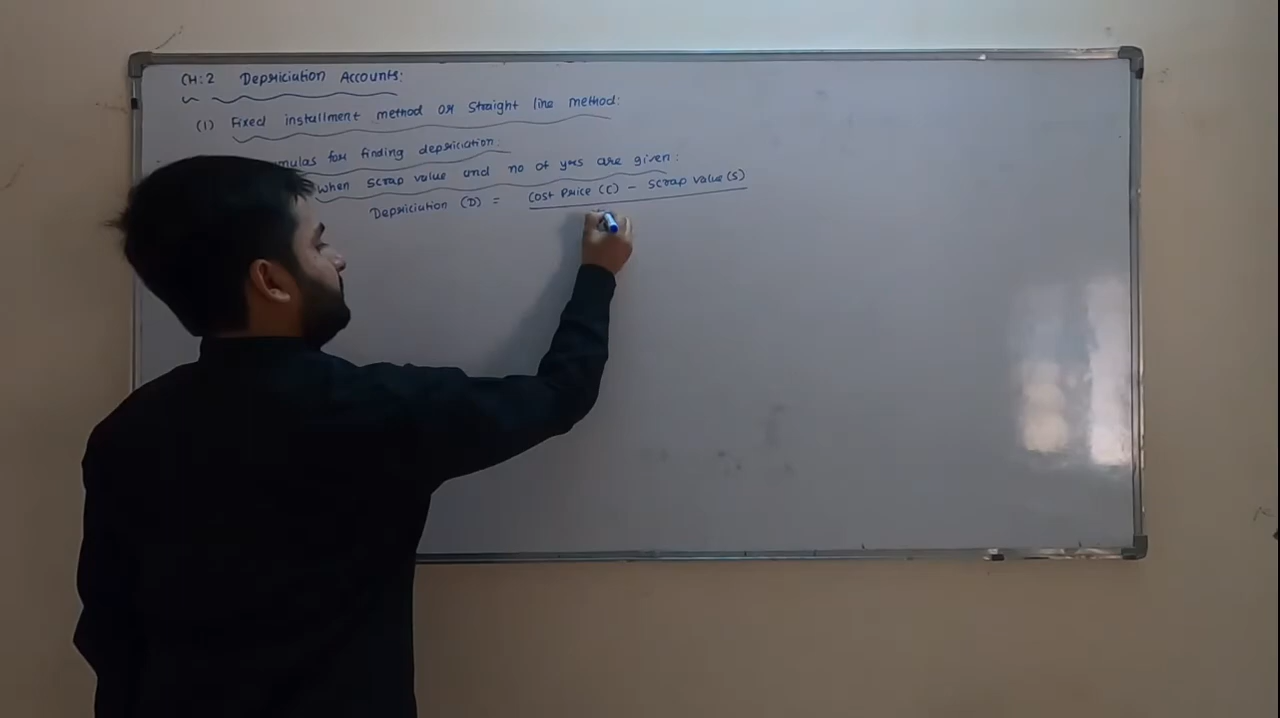 CH:2 Depriciation Accounts:
(1) Fixed installment method or Straight line method:
mulas for finding depriciation:
when scrap value and no of yrs are given:
Depriciation (D) = Cost Price (C) - Scrap value (S)